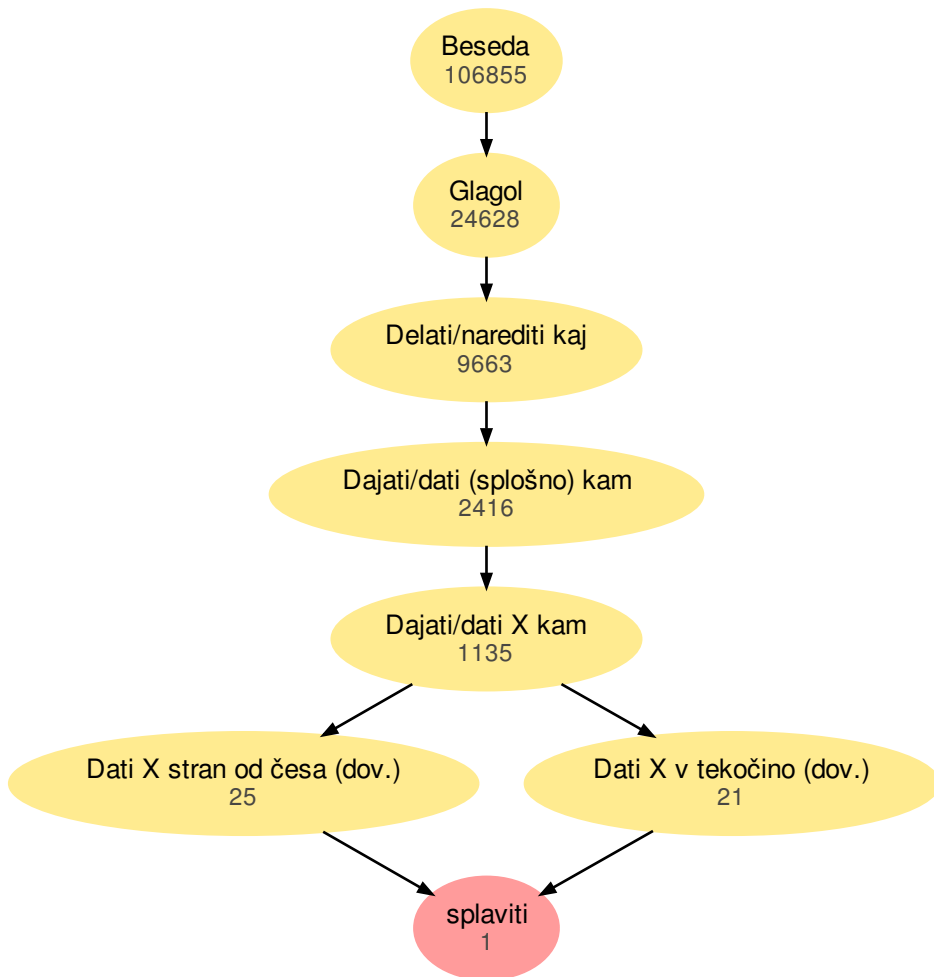 Beseda
106855
Glagol
24628
Delati/narediti kaj
9663
Dajati/dati (splošno) kam
2416
Dajati/dati X kam
1135
Dati X stran od česa (dov.)
25
Dati X v tekočino (dov.)
21
splaviti
1